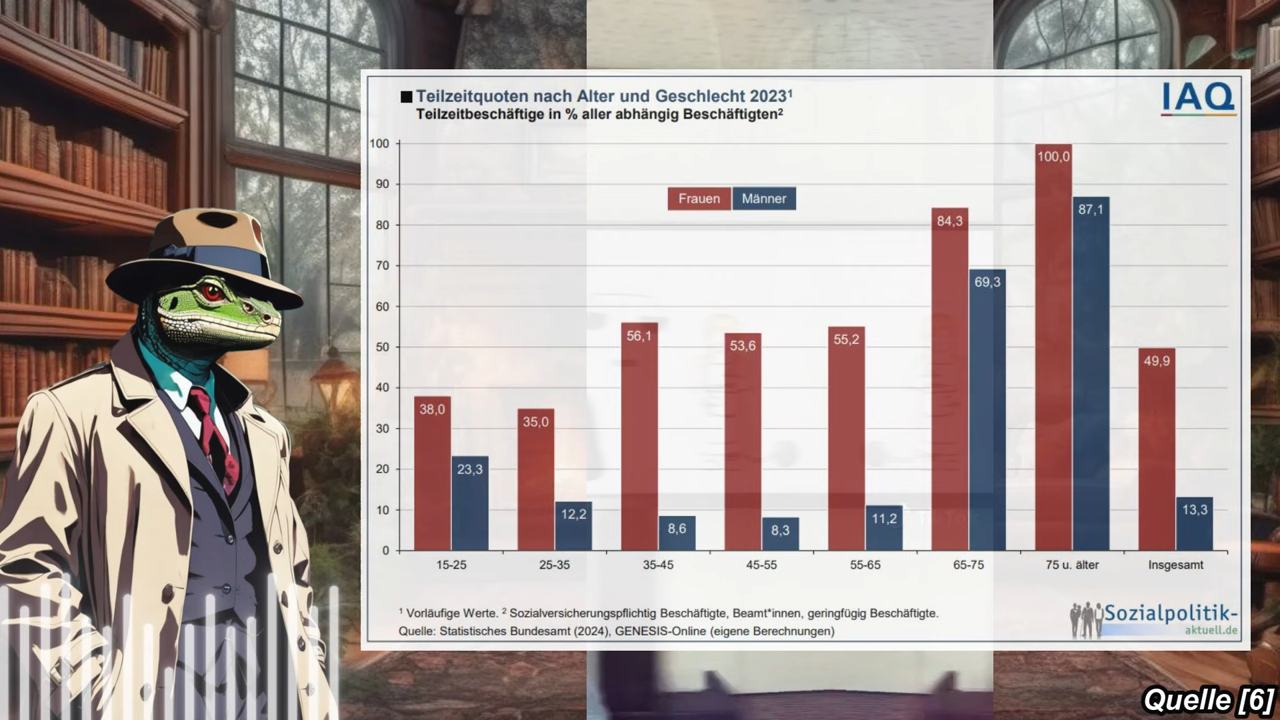 Teilzeitquoten nach Alter und Geschlecht 2023¹
Teilzeitbeschäftige in % aller abhängig Beschäftigten²
IAQ
100
90
80
70
60
50
40
30
20
10
0
Frauen Männer
38,0
23,3
35,0
12,2
56,1
8,6
53,6
8,3
55,2
11,2
84,3
69,3
100,0
87,1
49,9
13,3
15-25 25-35 35-45 45-55 55-65 65-75 75 u. älter Insgesamt
¹ Vorläufige Werte. ² Sozialversicherungspflichtig Beschäftigte, Beamt*innen, geringfügig Beschäftigte.
Quelle: Statistisches Bundesamt (2024), GENESIS-Online (eigene Berechnungen)
Sozialpolitik-
aktuell.de
Quelle [6]